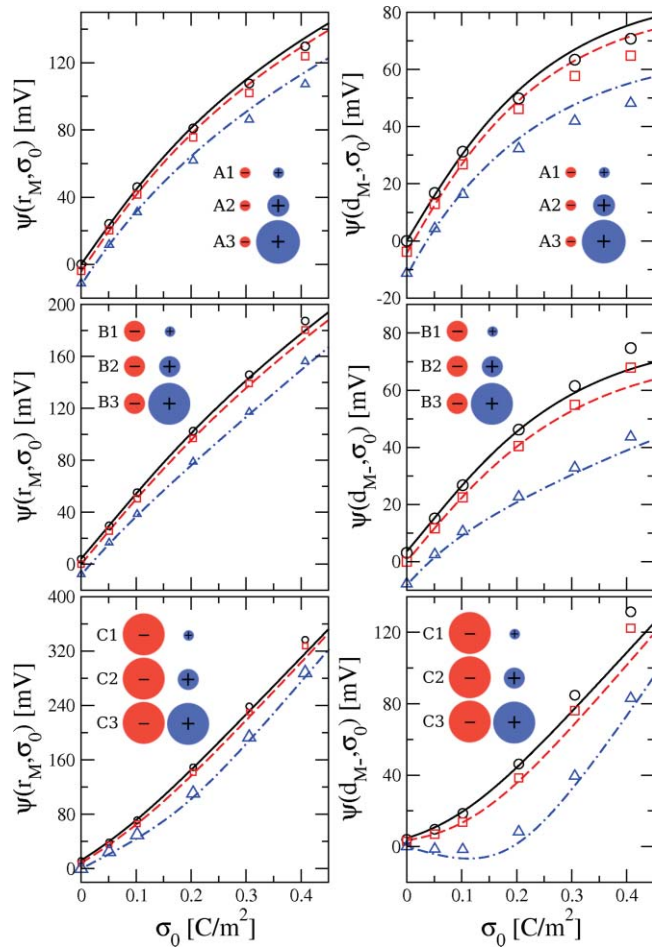 ψ(r_M,σ_0) [mV]
120
80
40
0
A1 − +
A2 − +
A3 − +
ψ(d_M-,σ_0) [mV]
80
60
40
20
0
-20
A1 − +
A2 − +
A3 − +
ψ(r_M,σ_0) [mV]
200
160
120
80
40
0
B1 − +
B2 − +
B3 − +
ψ(d_M-,σ_0) [mV]
80
60
40
20
0
B1 − +
B2 − +
B3 − +
ψ(r_M,σ_0) [mV]
400
320
240
160
80
0
C1 − +
C2 − +
C3 − +
0 0.1 0.2 0.3 0.4
σ_0 [C/m²]
ψ(d_M-,σ_0) [mV]
120
80
40
0
C1 − +
C2 − +
C3 − +
0 0.1 0.2 0.3 0.4
σ_0 [C/m²]